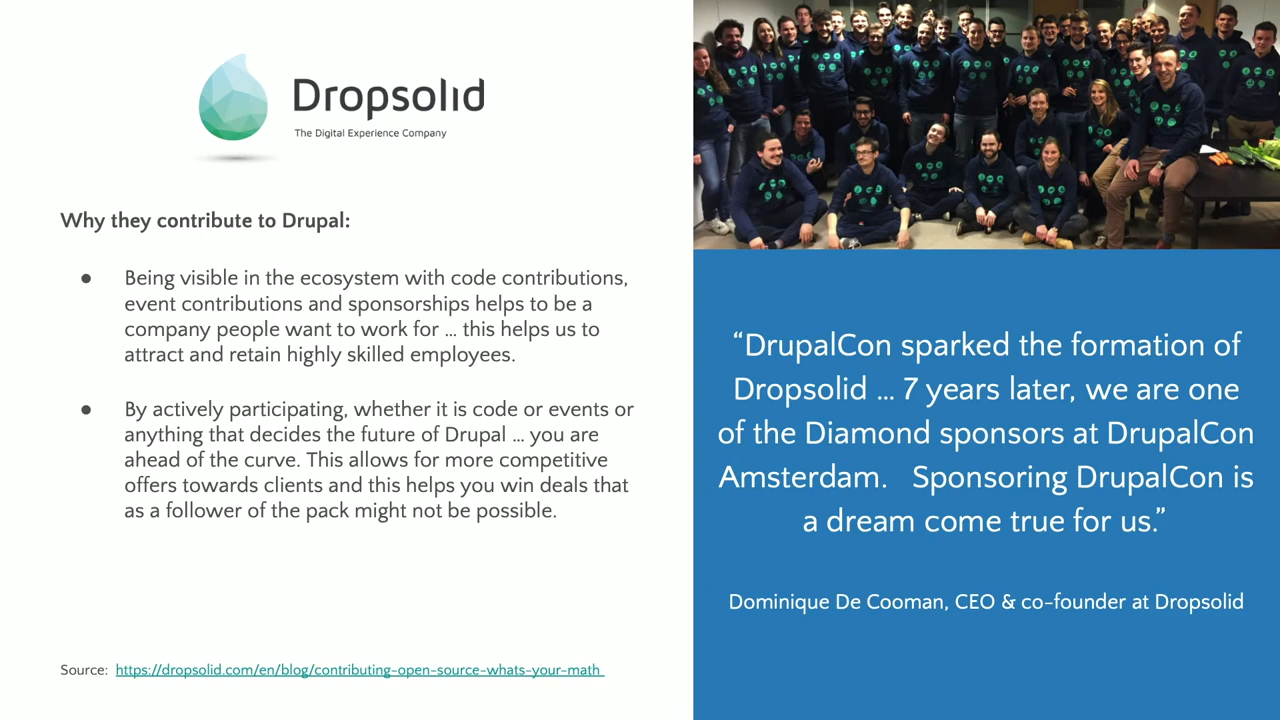 Dropsolid
The Digital Experience Company
Why they contribute to Drupal:
● Being visible in the ecosystem with code contributions,
event contributions and sponsorships helps to be a
company people want to work for ... this helps us to
attract and retain highly skilled employees.
● By actively participating, whether it is code or events or
anything that decides the future of Drupal ... you are
ahead of the curve. This allows for more competitive
offers towards clients and this helps you win deals that
as a follower of the pack might not be possible.
Source: https://dropsolid.com/en/blog/contributing-open-source-whats-your-math
“DrupalCon sparked the formation of
Dropsolid ... 7 years later, we are one
of the Diamond sponsors at DrupalCon
Amsterdam. Sponsoring DrupalCon is
a dream come true for us.”
Dominique De Cooman, CEO & co-founder at Dropsolid